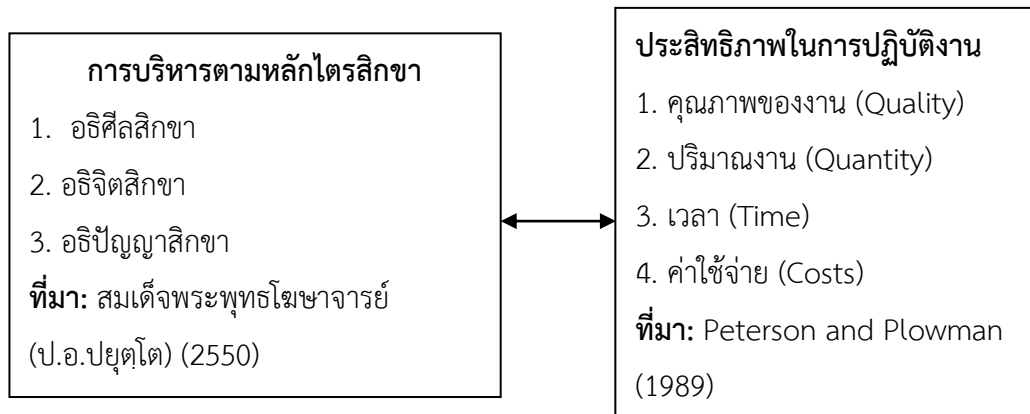 การบริหารตามหลักไตรสิกขา
1. อธิศีลสิกขา
2. อธิจิตสิกขา
3. อธิปัญญาสิกขา
ที่มา: สมเด็จพระพุทธโฆษาจารย์
(ป.อ.ปยุตฺโต) (2550)
ประสิทธิภาพในการปฏิบัติงาน
1. คุณภาพของงาน (Quality)
2. ปริมาณงาน (Quantity)
3. เวลา (Time)
4. ค่าใช้จ่าย (Costs)
ที่มา: Peterson and Plowman
(1989)